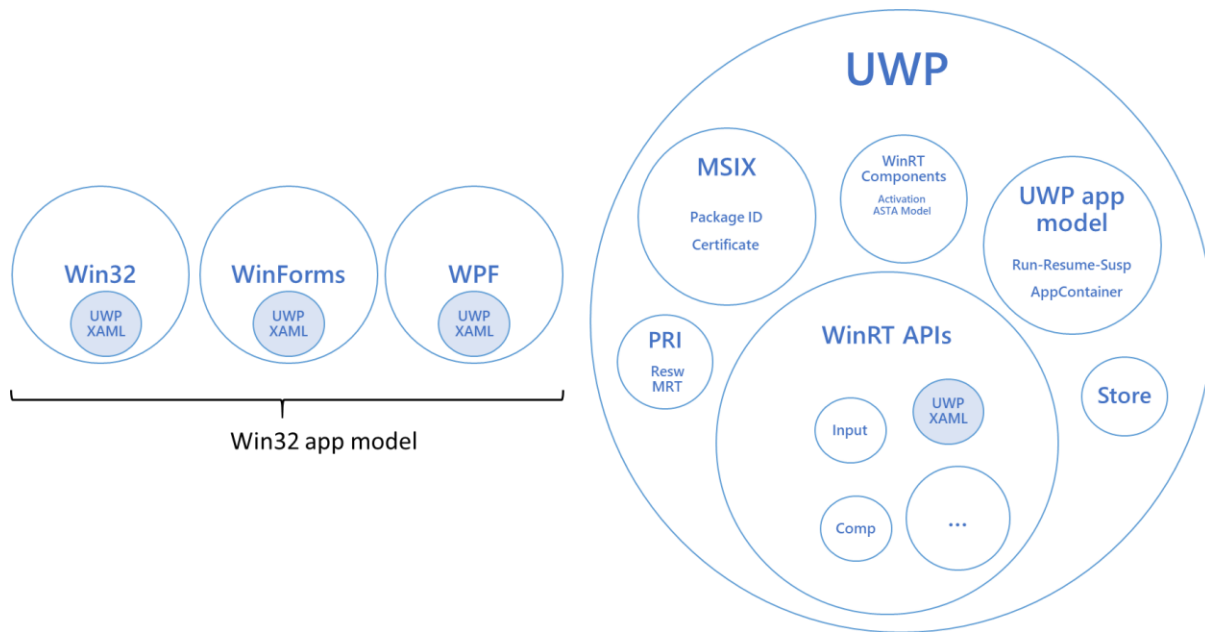 Win32
UWP
XAML
WinForms
UWP
XAML
WPF
UWP
XAML
Win32 app model
UWP
MSIX
Package ID
Certificate
WinRT
Components
Activation
ASTA Model
UWP app
model
Run-Resume-Susp
AppContainer
PRI
Resw
MRT
WinRT APIs
Input
UWP
XAML
Comp
...
Store